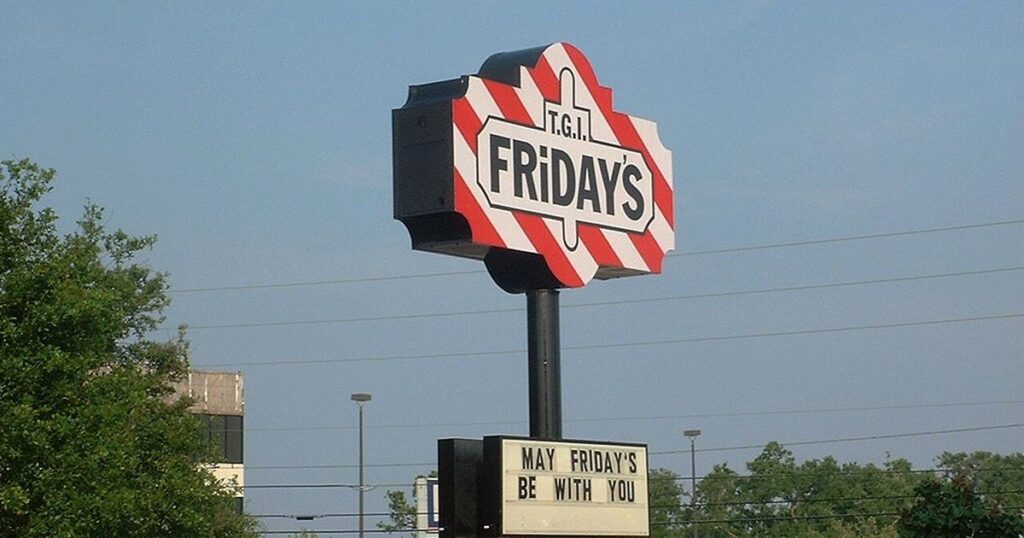 T.G.I.
FRiDAY'S
MAY FRIDAY'S
BE WITH YOU